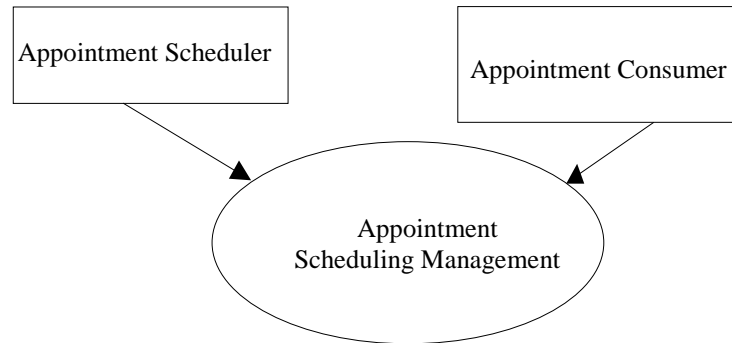 Appointment Scheduler
Appointment Consumer
Appointment
Scheduling Management